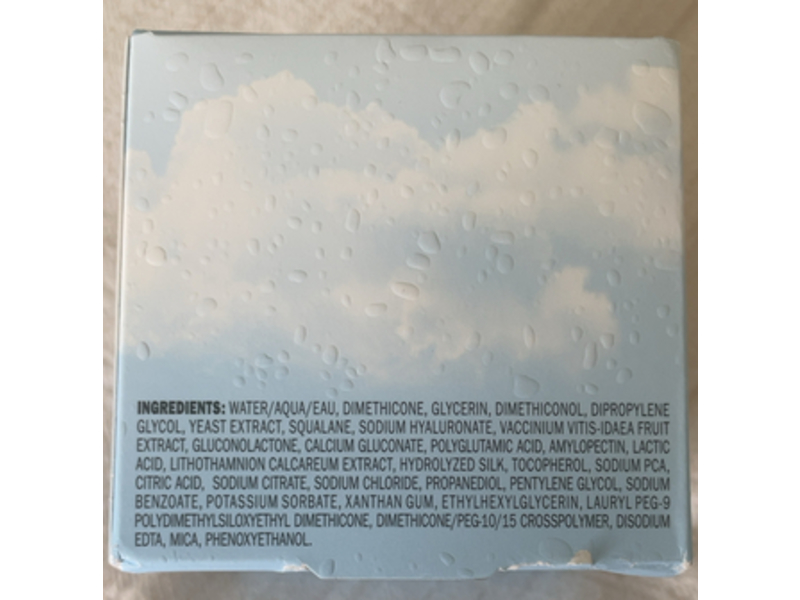 INGREDIENTS: WATER/AQUA/EAU, DIMETHICONE, GLYCERIN, DIMETHICONOL, DIPROPYLENE
GLYCOL, YEAST EXTRACT, SQUALANE, SODIUM HYALURONATE, VACCINIUM VITIS-IDAEA FRUIT
EXTRACT, GLUCONOLACTONE, CALCIUM GLUCONATE, POLYGLUTAMIC ACID, AMYLOPECTIN, LACTIC
ACID, LITHOTHAMNION CALCAREUM EXTRACT, HYDROLYZED SILK, TOCOPHEROL, SODIUM PCA,
CITRIC ACID, SODIUM CITRATE, SODIUM CHLORIDE, PROPANEDIOL, PENTYLENE GLYCOL, SODIUM
BENZOATE, POTASSIUM SORBATE, XANTHAN GUM, ETHYLHEXYLGLYCERIN, LAURYL PEG-9
POLYDIMETHYLSILOXYETHYL DIMETHICONE, DIMETHICONE/PEG-10/15 CROSSPOLYMER, DISODIUM
EDTA, MICA, PHENOXYETHANOL.